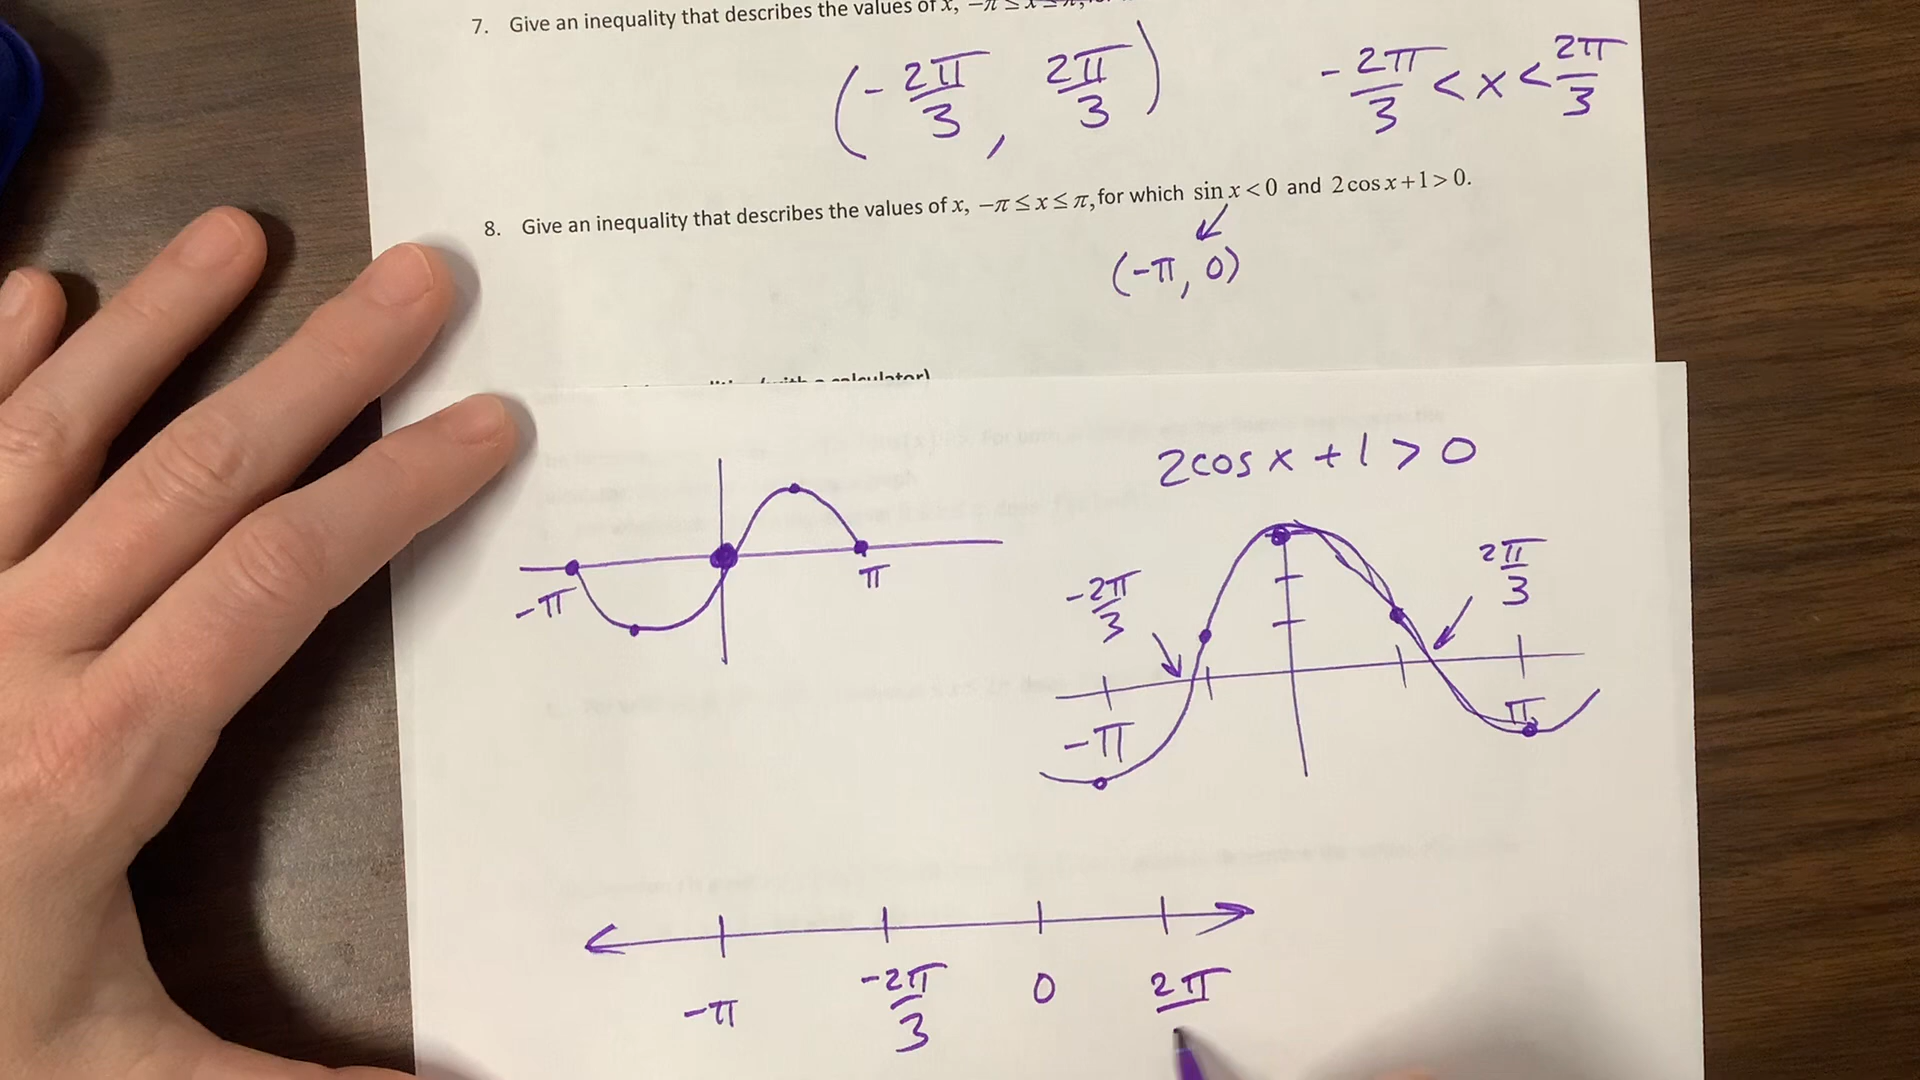 7. Give an inequality that describes the values of x, −π ≤ x ≤ π,
(-2π/3, 2π/3) -2π/3 < x < 2π/3
8. Give an inequality that describes the values of x, −π ≤ x ≤ π, for which sin x < 0 and 2 cos x + 1 > 0.
(-π, 0)
(with a calculator)
2cos x + 1 > 0
-π π
-2π/3 2π/3
-π π
-π -2π/3 0 2π